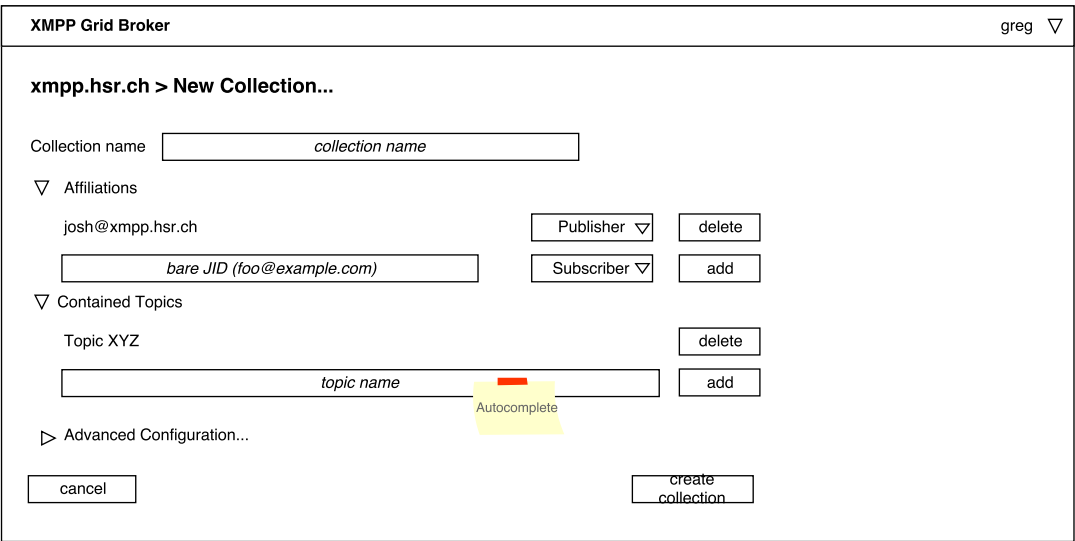 XMPP Grid Broker
greg
xmpp.hsr.ch > New Collection...
Collection name
collection name
Affiliations
josh@xmpp.hsr.ch
Publisher
delete
bare JID (foo@example.com)
Subscriber
add
Contained Topics
Topic XYZ
delete
topic name
add
Autocomplete
Advanced Configuration...
cancel
create
collection